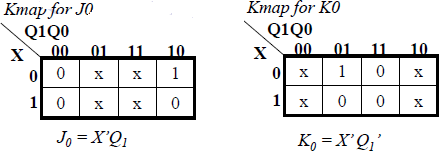 Kmap for J0
Q1Q0
X 00 01 11 10
0 0 x x 1
1 0 x x 0
J0 = X'Q1
Kmap for K0
Q1Q0
X 00 01 11 10
0 x 1 0 x
1 x 0 0 x
K0 = X'Q1'